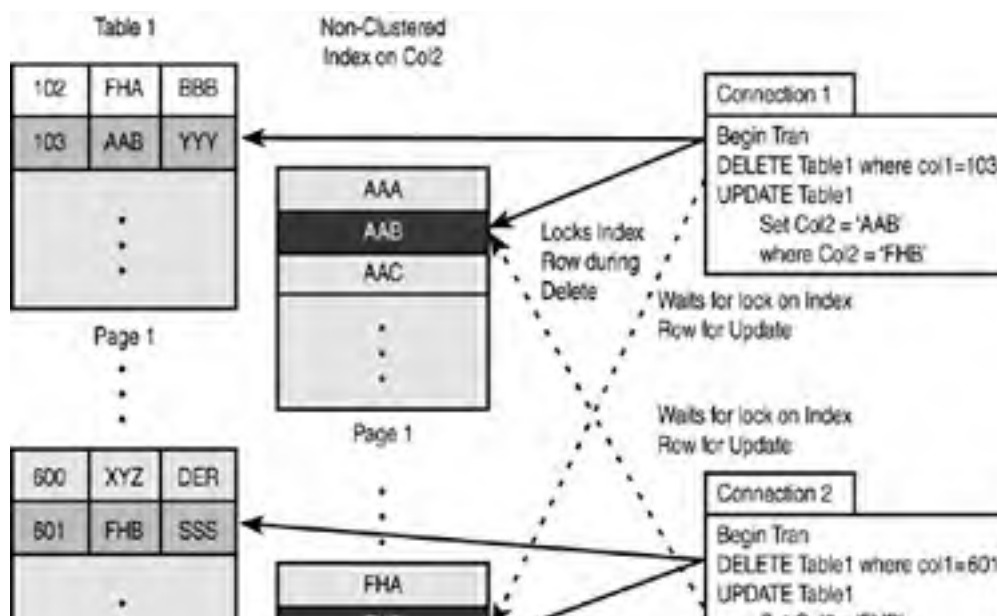 Table 1
Non-Clustered
Index on Col2
102 FHA BBB
103 AAB YYY
Page 1
600 XYZ DER
601 FHB SSS
AAA
AAB
AAC
Page 1
FHA
Locks Index
Row during
Delete
Connection 1
Begin Tran
DELETE Table1 where col1=103
UPDATE Table1
Set Col2 = 'AAB'
where Col2 = 'FHB'
Waits for lock on Index
Row for Update
Waits for lock on Index
Row for Update
Connection 2
Begin Tran
DELETE Table1 where col1=601
UPDATE Table1